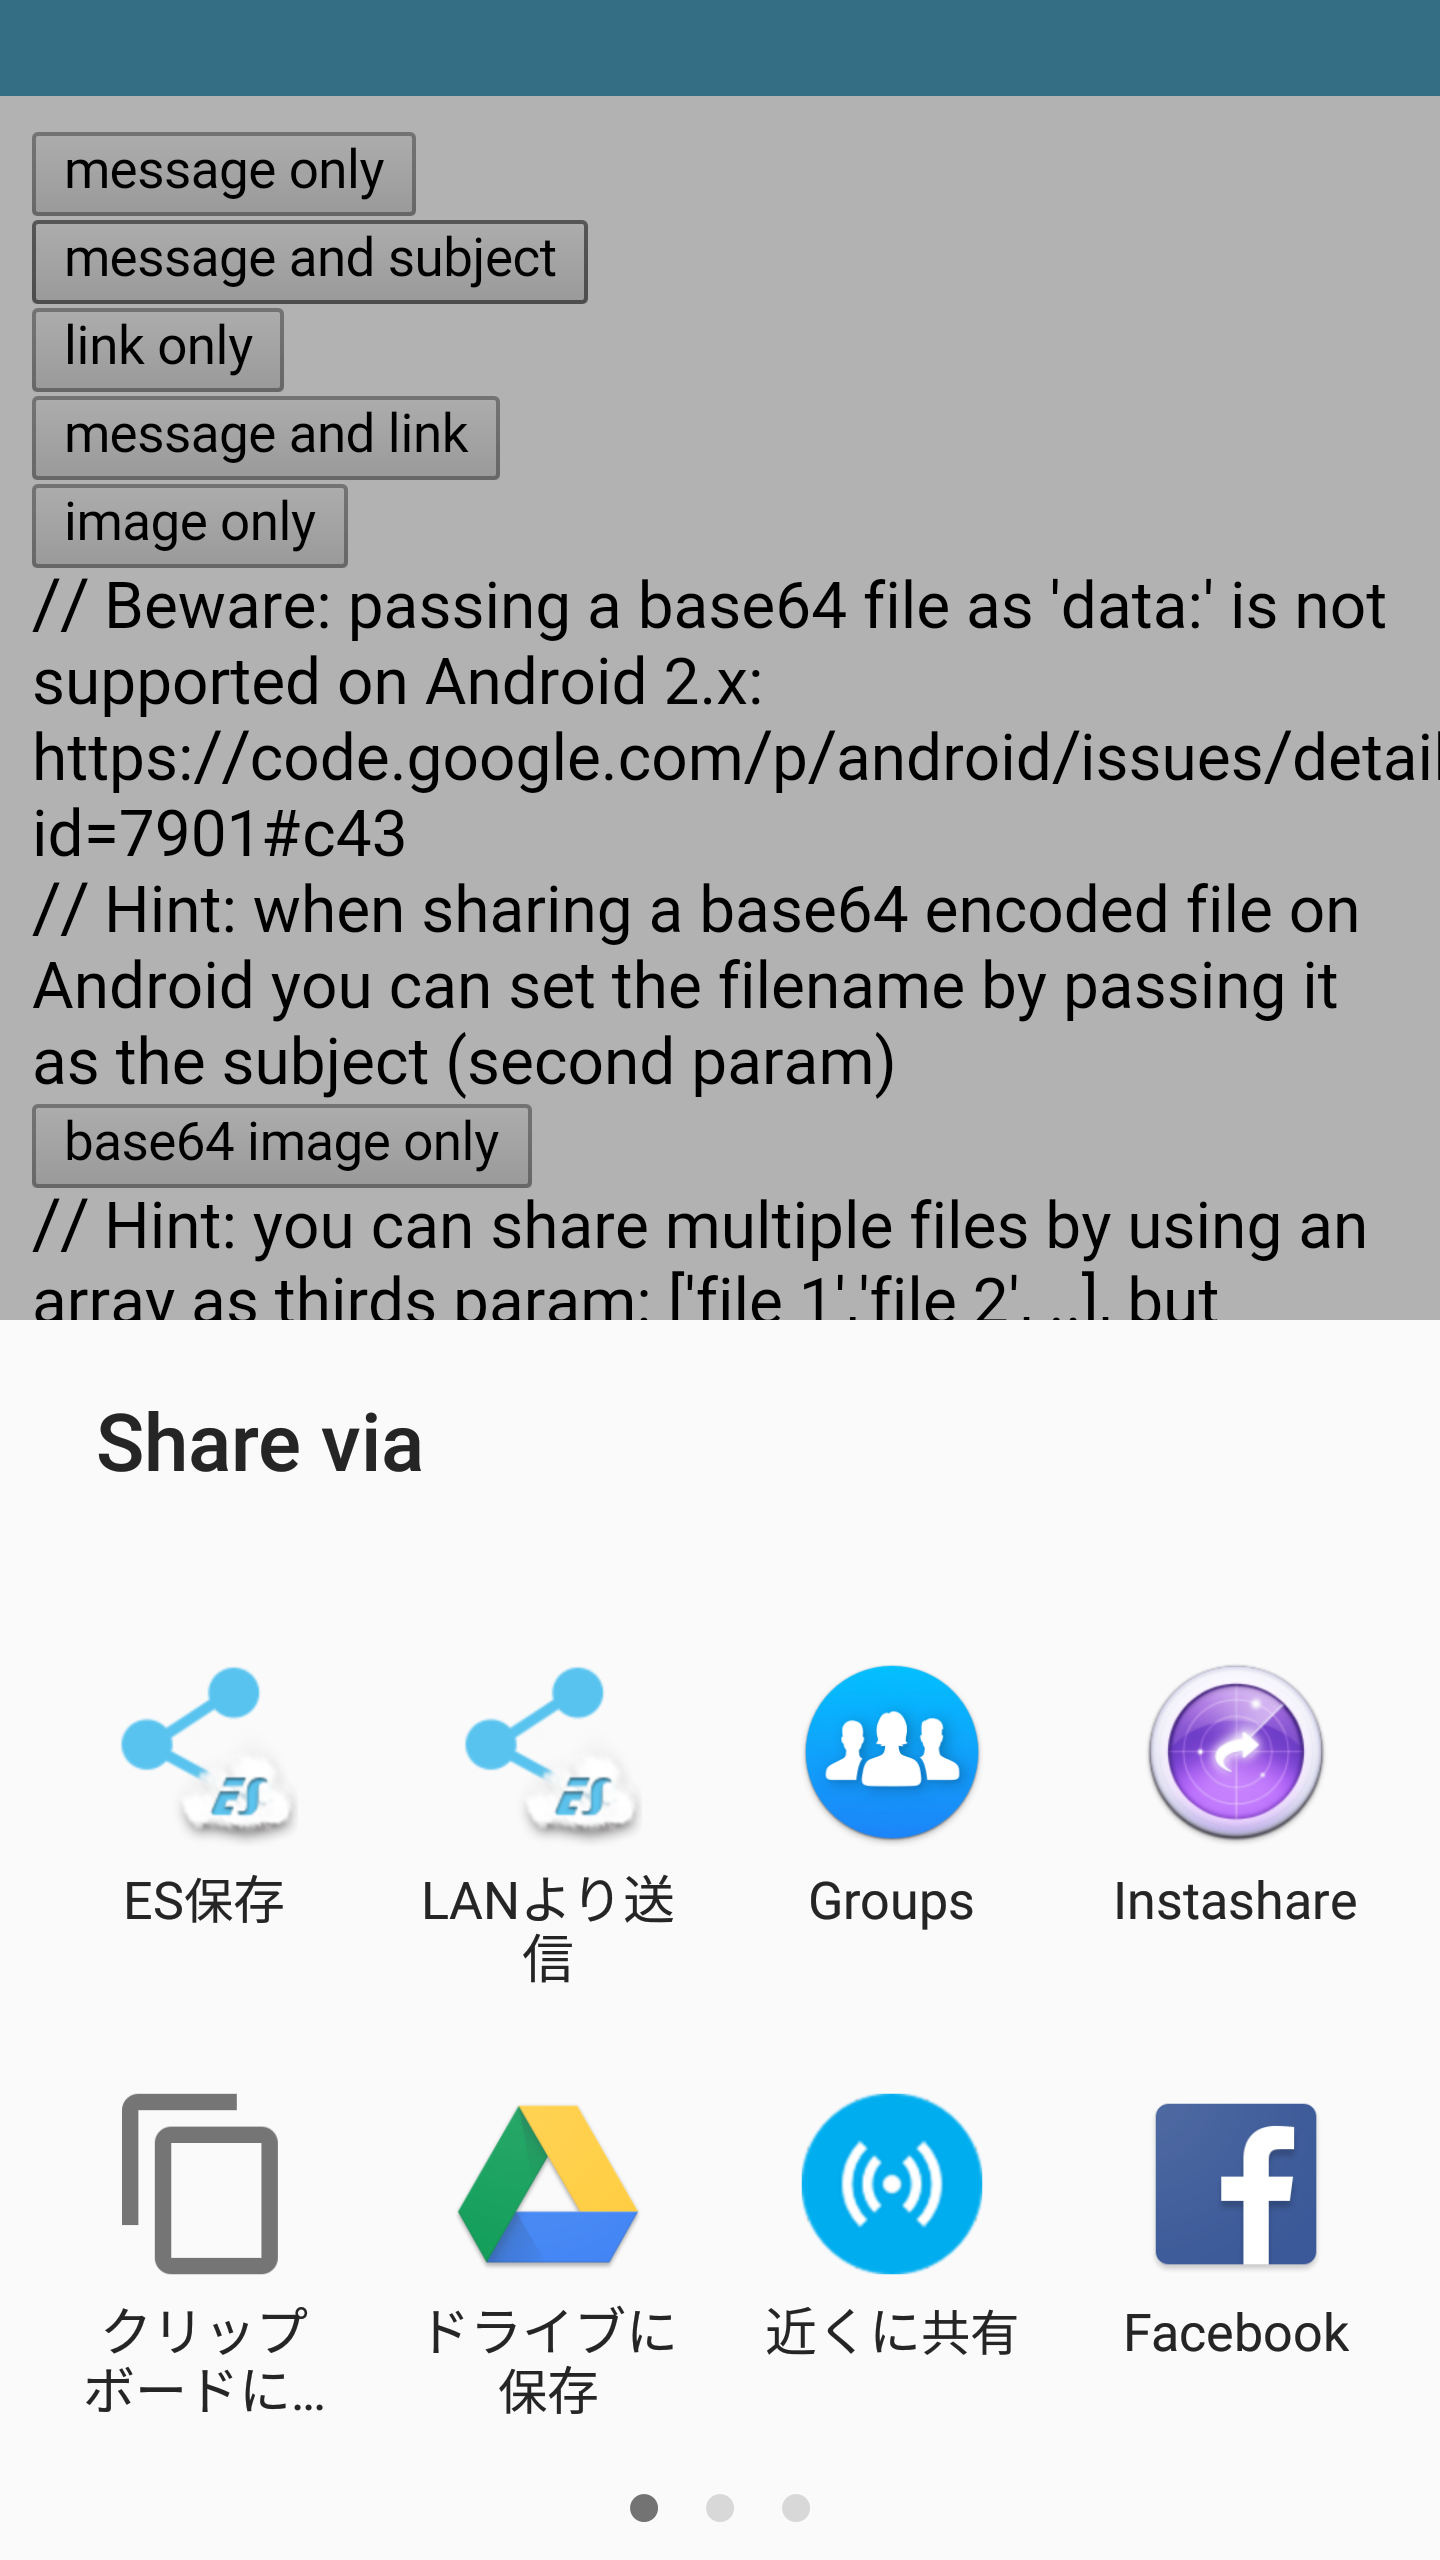 message only
message and subject
link only
message and link
image only
// Beware: passing a base64 file as 'data:' is not
supported on Android 2.x:
https://code.google.com/p/android/issues/detail
id=7901#c43
// Hint: when sharing a base64 encoded file on
Android you can set the filename by passing it
as the subject (second param)
base64 image only
// Hint: you can share multiple files by using an
array as thirds param: ['file 1','file 2', ...], but
Share via
ES
ES
ES保存
LANより送
信
Groups
Instashare
クリップ
ボードに...
ドライブに
保存
近くに共有
Facebook